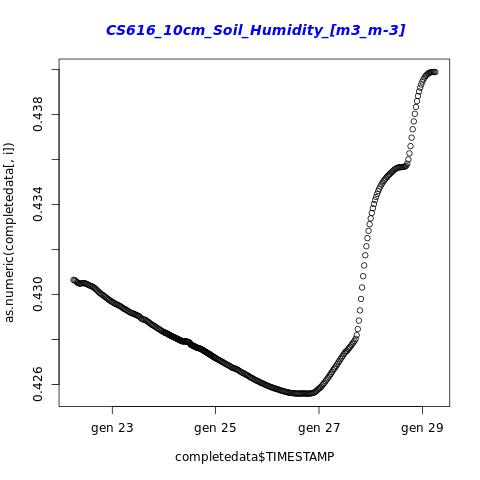 CS616_10cm_Soil_Humidity_[m3_m-3]
as.numeric(completedata[, i])
0.438
0.434
0.430
0.426
gen 23 gen 25 gen 27 gen 29
completedata$TIMESTAMP